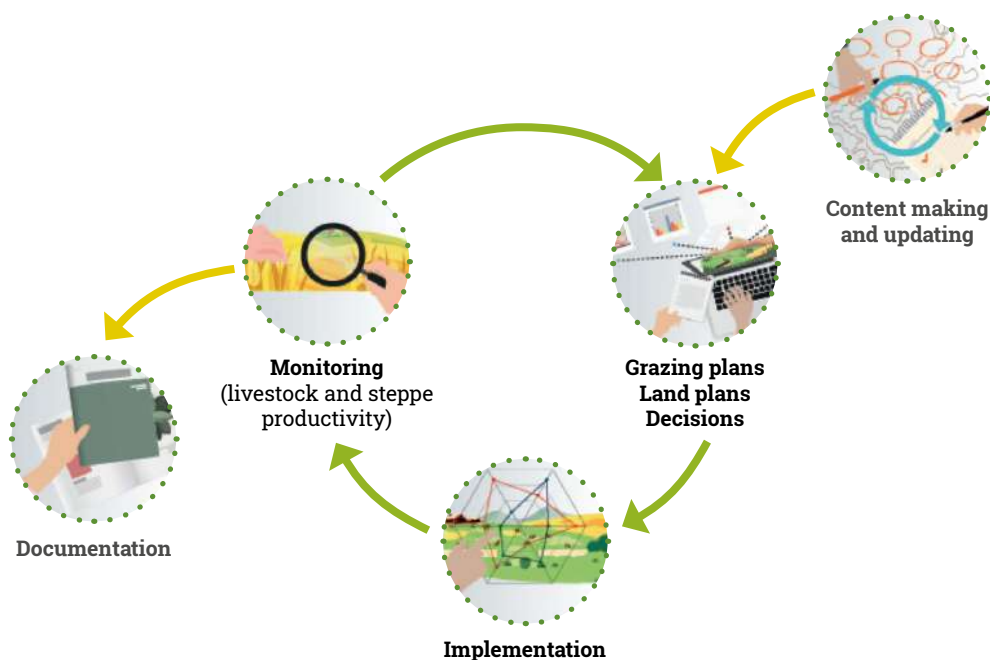 Content making
and updating
Monitoring
(livestock and steppe
productivity)
Grazing plans
Land plans
Decisions
Documentation
Implementation